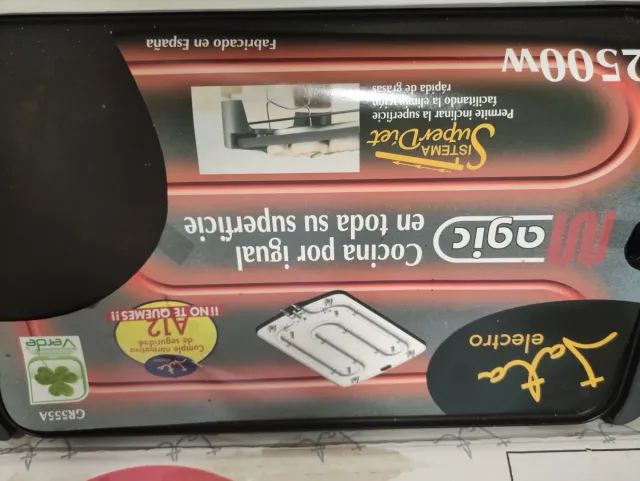 Jata
electro
GR555A
Verde
Cumple normativa
de seguridad
A12
¡¡¡ NO TE QUEMES !!!
Magic
Cocina por igual
en toda su superficie
SISTEMA
SuperDiet
Permite inclinar la superficie
facilitando la eliminación
rápida de grasas
2500W
Fabricado en España